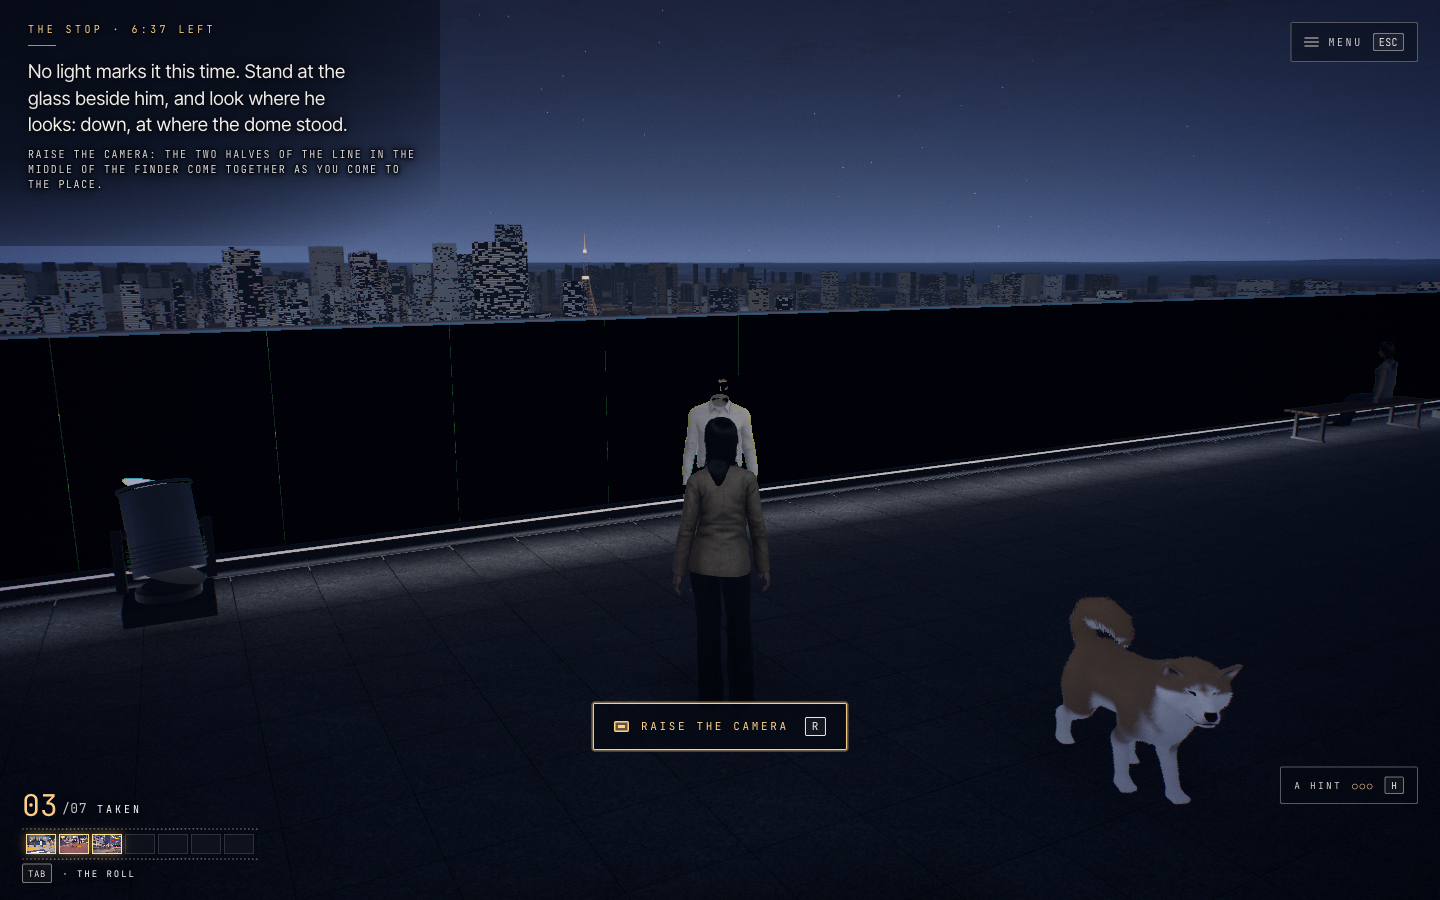 THE STOP · 6:37 LEFT
No light marks it this time. Stand at the
glass beside him, and look where he
looks: down, at where the dome stood.
RAISE THE CAMERA: THE TWO HALVES OF THE LINE IN THE
MIDDLE OF THE FINDER COME TOGETHER AS YOU COME TO
THE PLACE.
MENU ESC
RAISE THE CAMERA R
A HINT ○○○ H
03 /07 TAKEN
TAB · THE ROLL